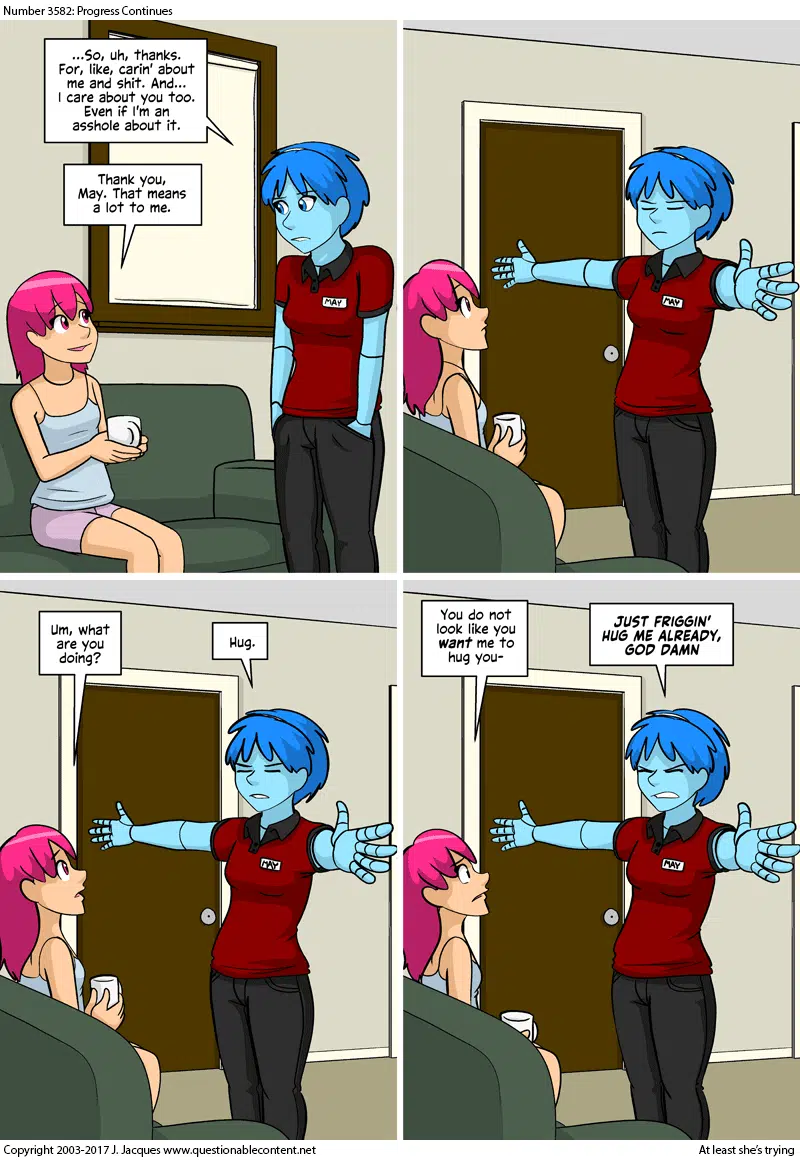 Number 3582: Progress Continues
...So, uh, thanks.
For, like, carin' about
me and shit. And...
I care about you too.
Even if I'm an
asshole about it.
Thank you,
May. That means
a lot to me.
MAY
MAY
Um, what
are you
doing?
Hug.
MAY
You do not
look like you
want me to
hug you-
JUST FRIGGIN'
HUG ME ALREADY,
GOD DAMN
MAY
Copyright 2003-2017 J. Jacques www.questionablecontent.net
At least she's trying